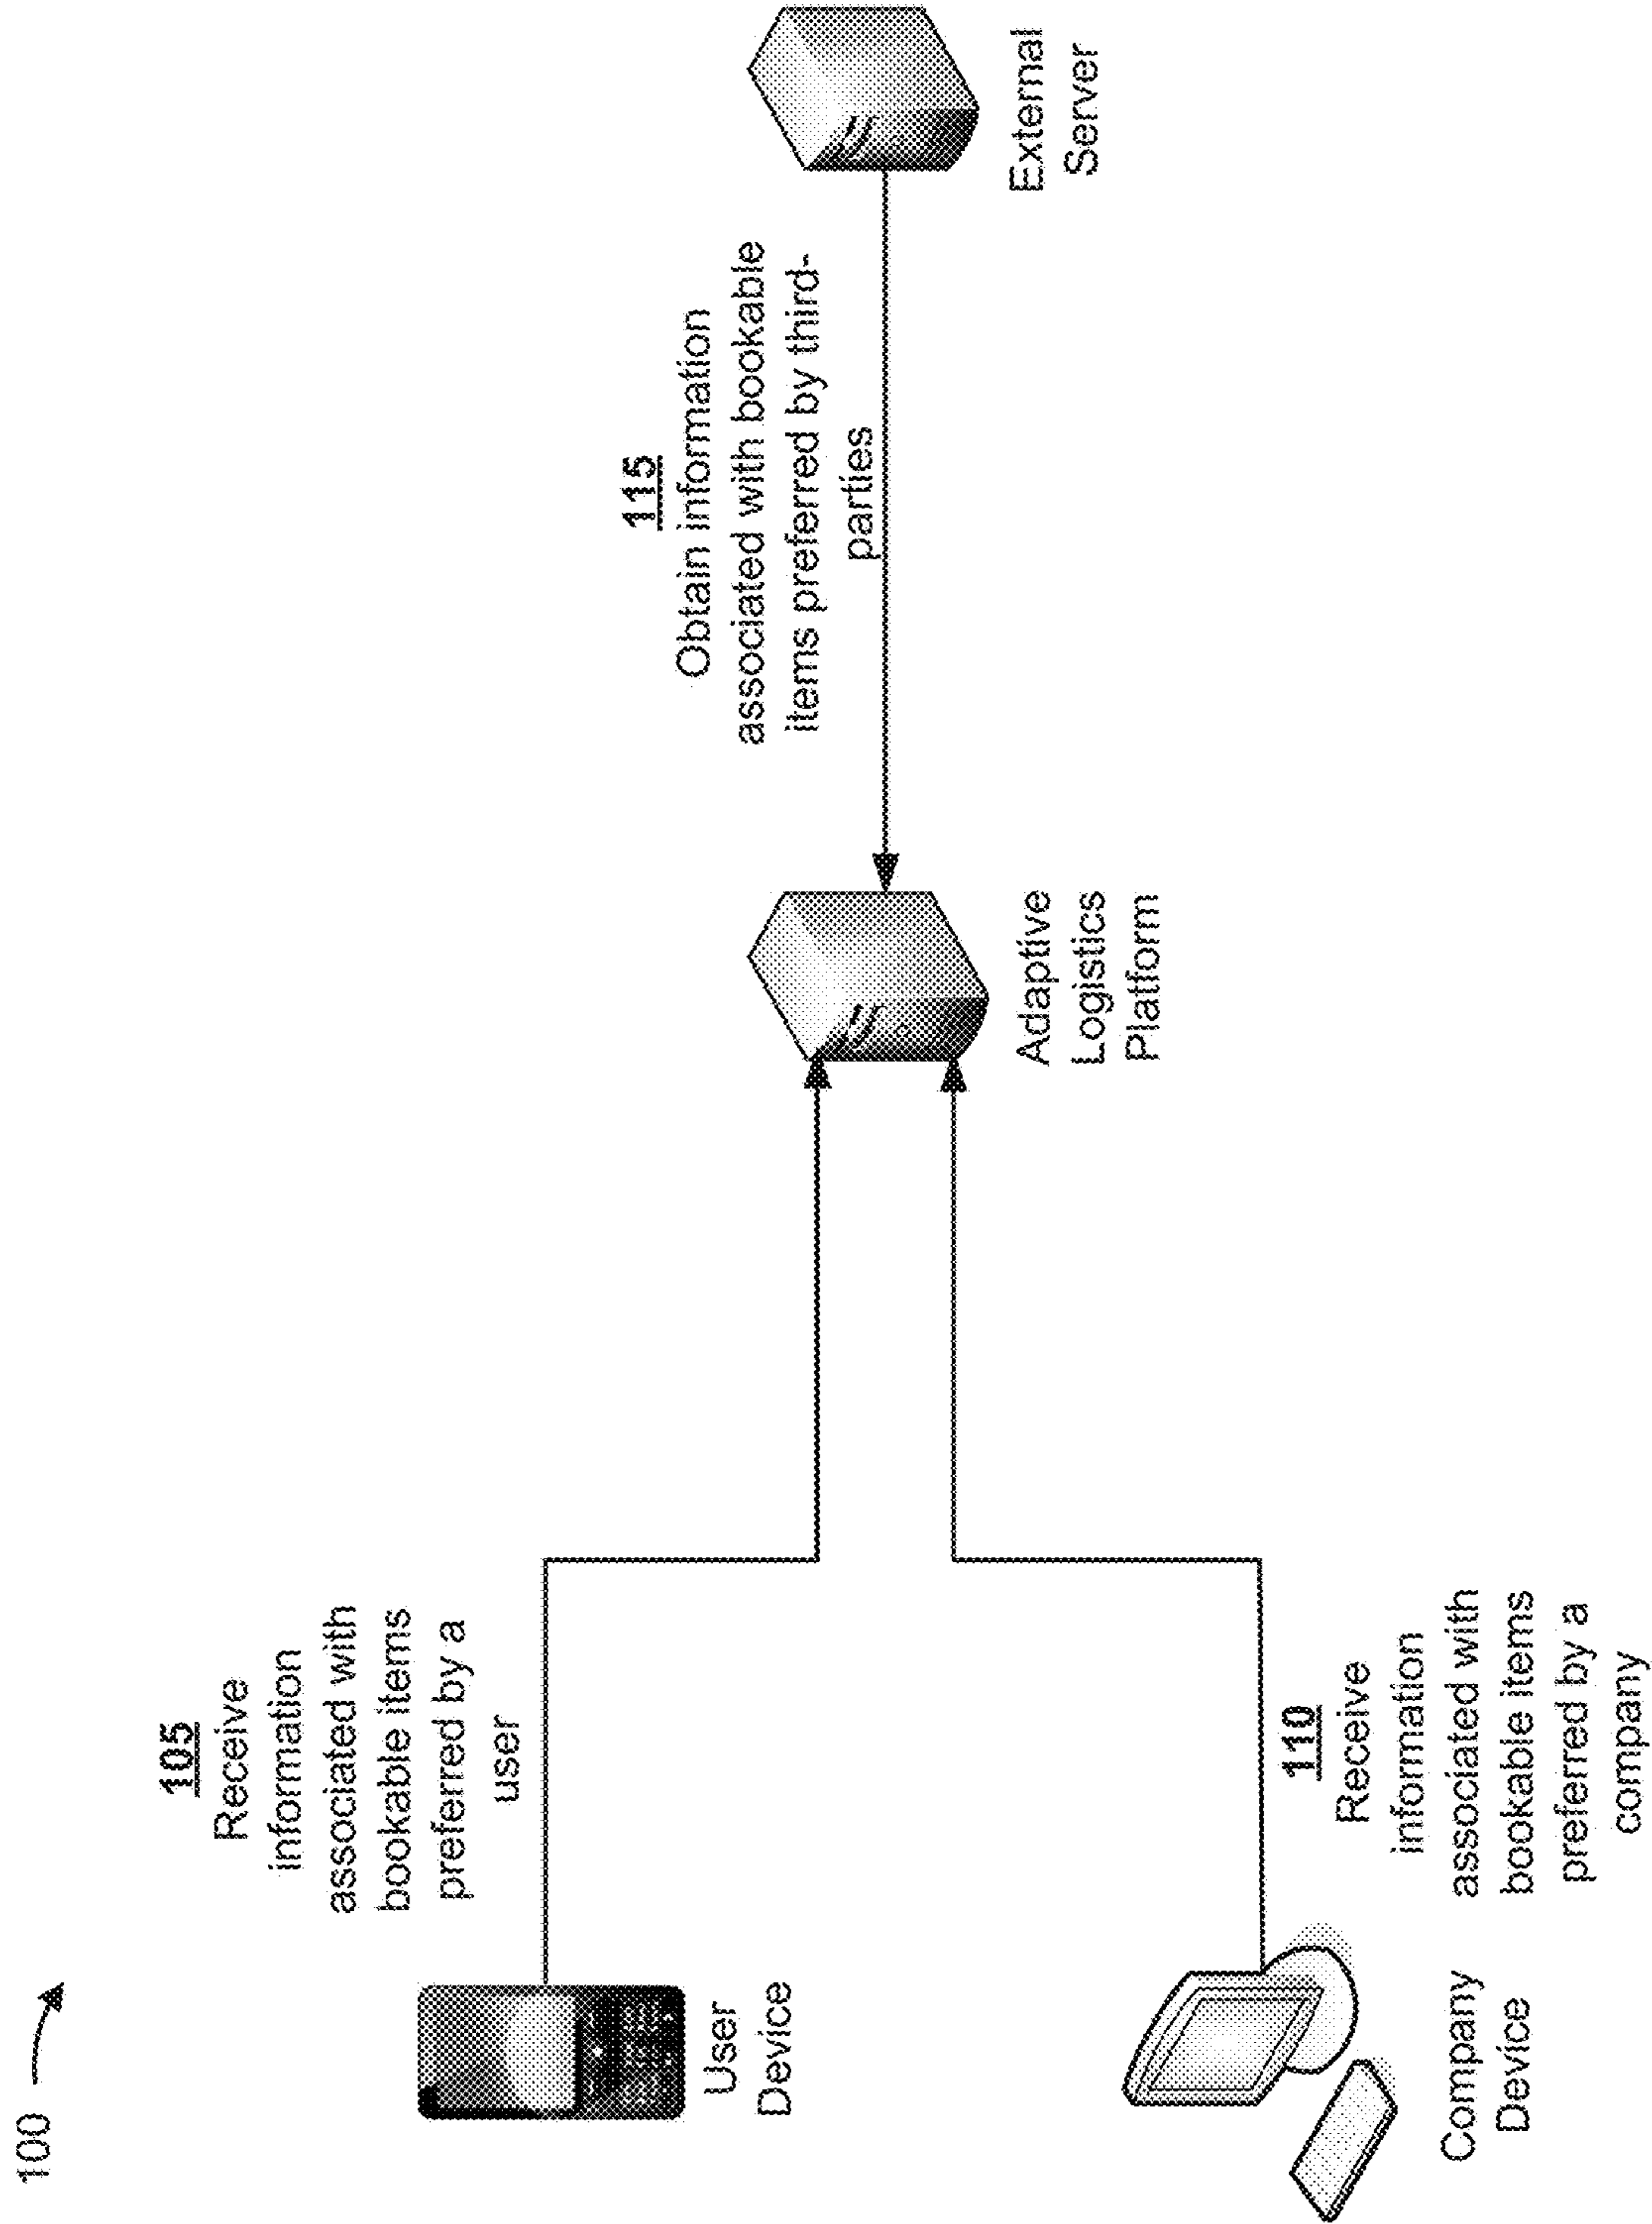 100
105
Receive
information
associated with
bookable items
preferred by a
user
User
Device
115
Obtain information
associated with bookable
items preferred by third-
parties
Adaptive
Logistics
Platform
External
Server
110
Receive
information
associated with
bookable items
preferred by a
company
Company
Device